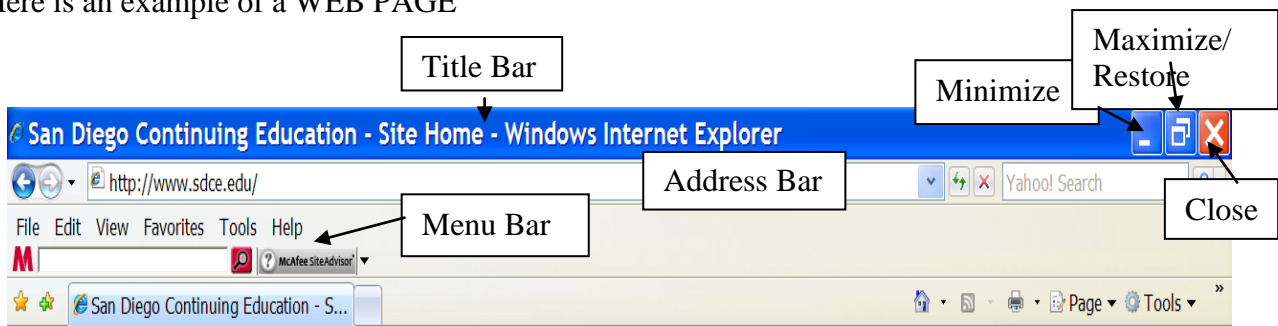 Here is an example of a WEB PAGE
Title Bar
Minimize
Maximize/
Restore
San Diego Continuing Education - Site Home - Windows Internet Explorer
http://www.sdce.edu/
Address Bar
Yahoo! Search
Close
File Edit View Favorites Tools Help
Menu Bar
M
McAfee SiteAdvisor
San Diego Continuing Education - S...
Page
Tools
»